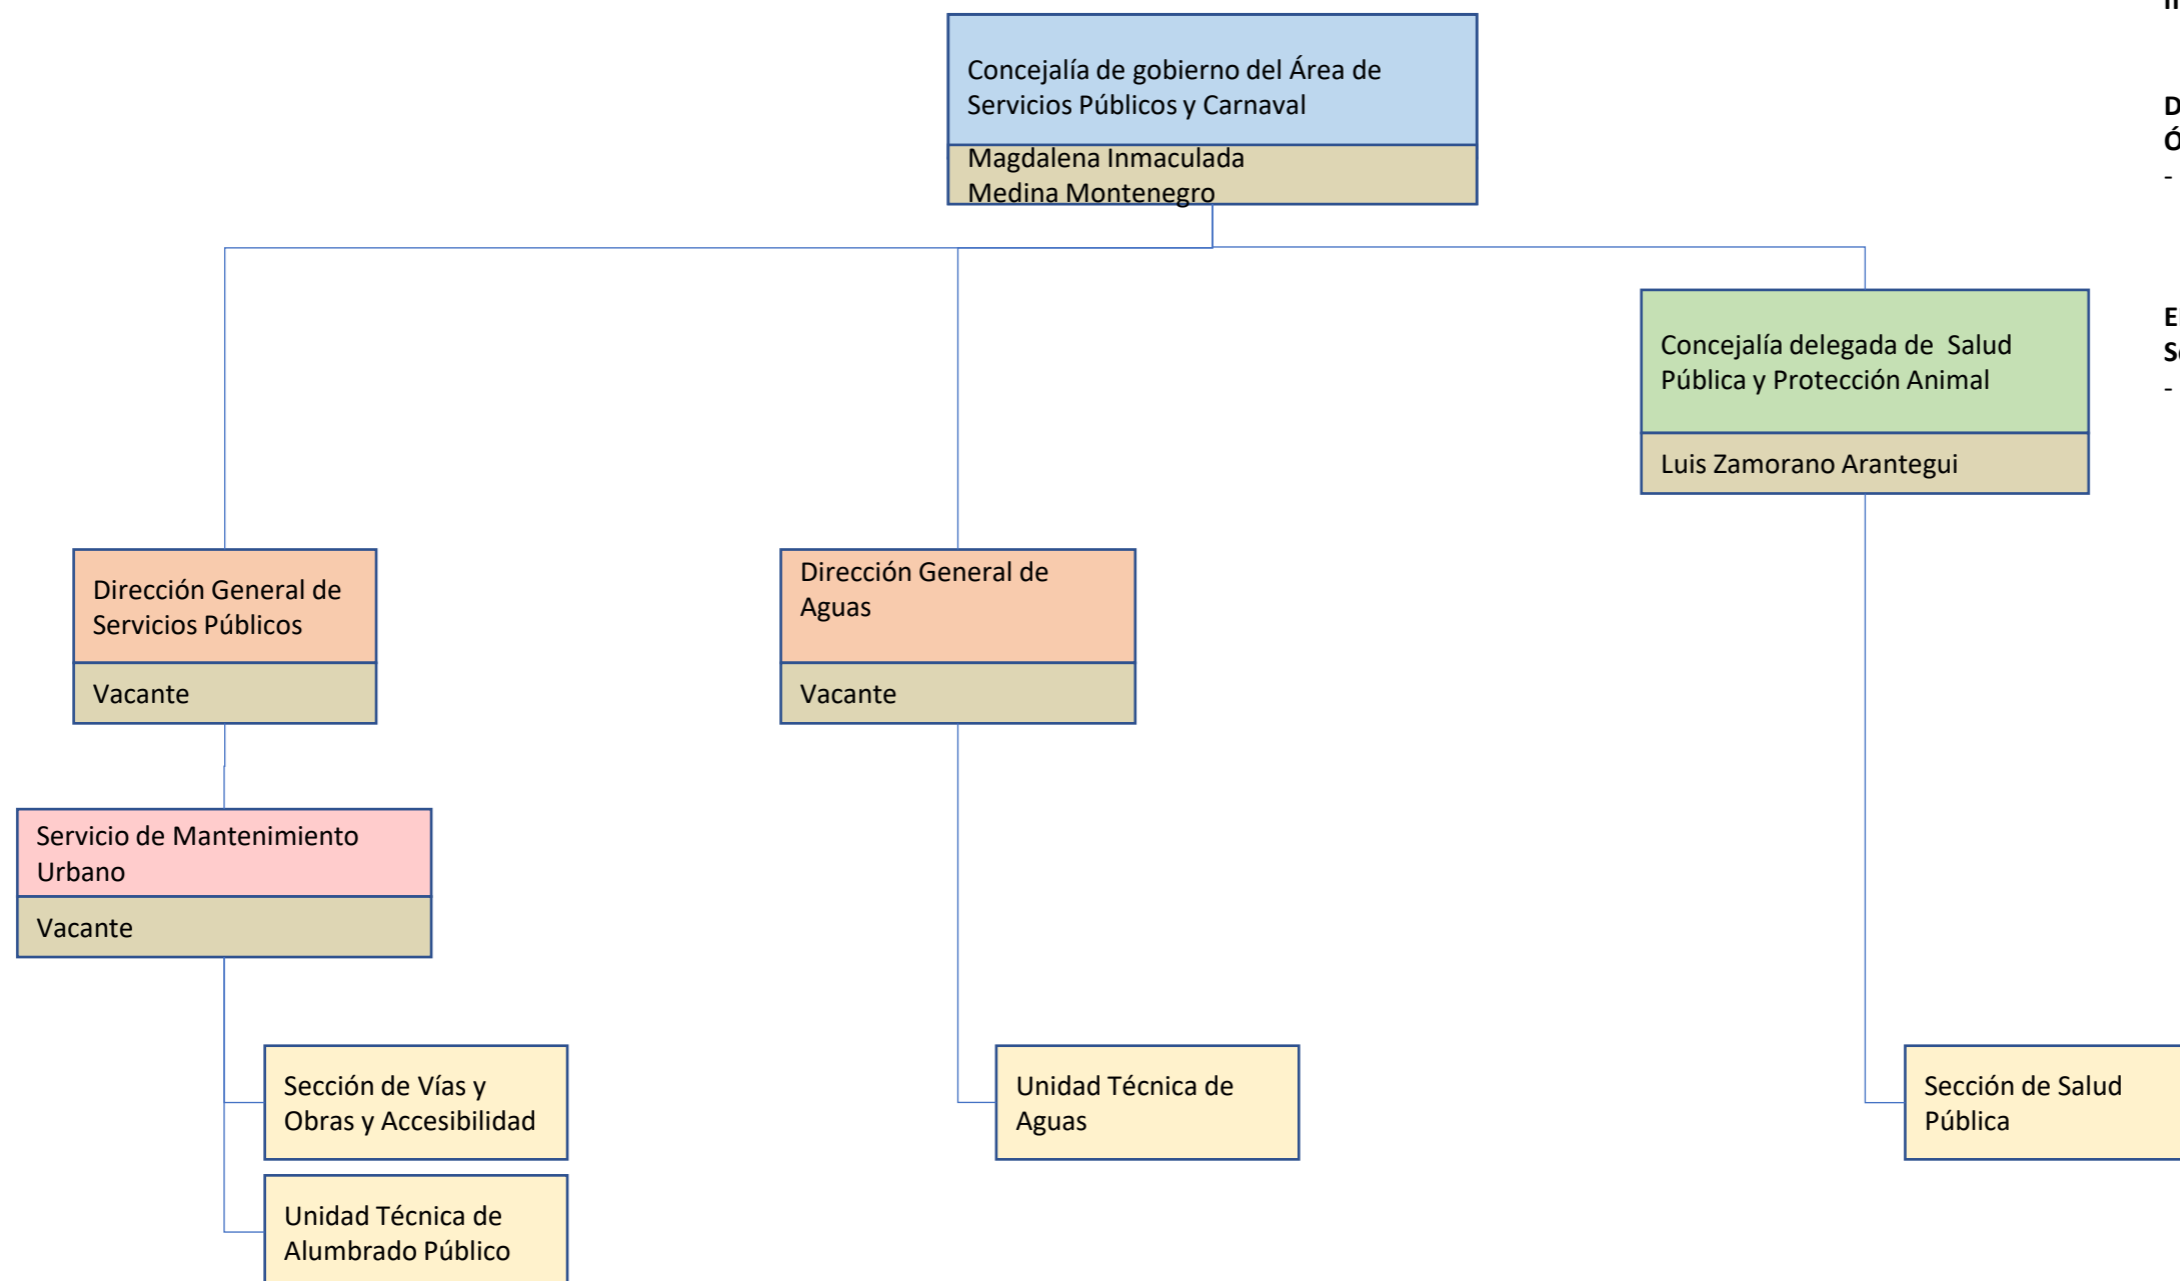 Concejalía de gobierno del Área de
Servicios Públicos y Carnaval
Magdalena Inmaculada
Medina Montenegro
Concejalía delegada de Salud
Pública y Protección Animal
Luis Zamorano Arantegui
Dirección General de
Servicios Públicos
Vacante
Dirección General de
Aguas
Vacante
Servicio de Mantenimiento
Urbano
Vacante
Sección de Vías y
Obras y Accesibilidad
Unidad Técnica de
Aguas
Sección de Salud
Pública
Unidad Técnica de
Alumbrado Público